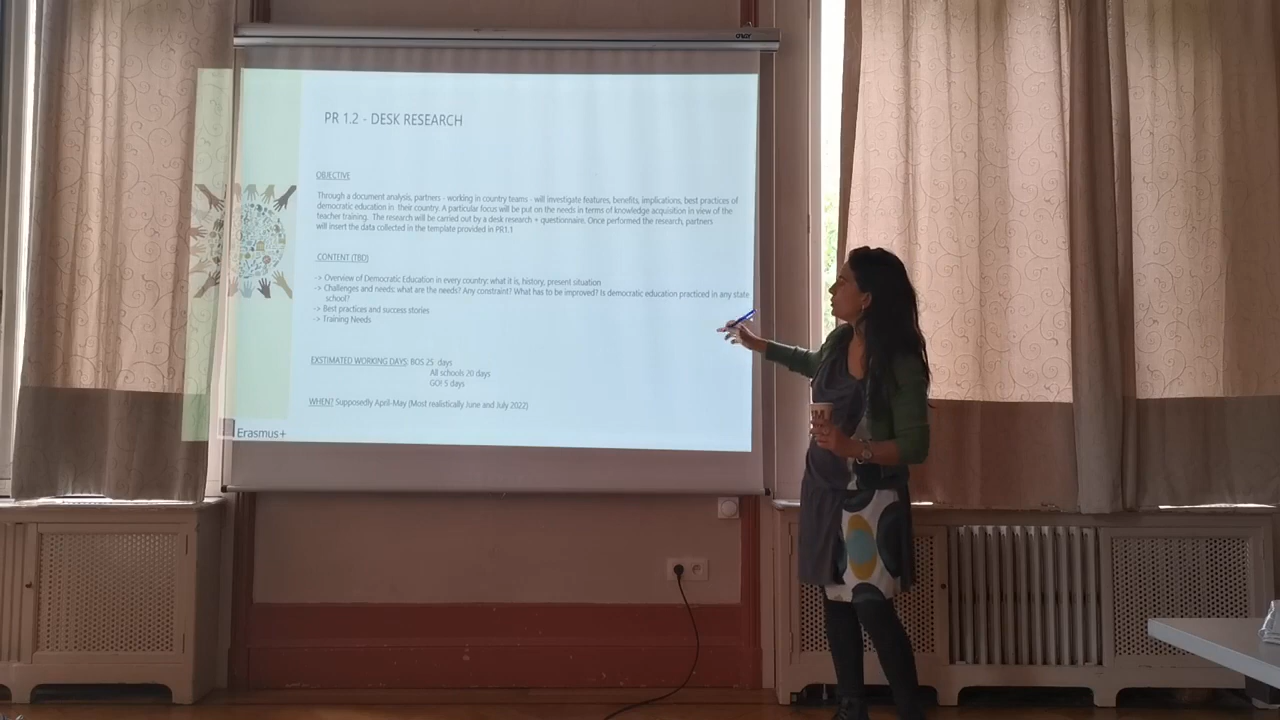 PR 1.2 - DESK RESEARCH
OBJECTIVE
Through a document analysis, partners - working in country teams - will investigate features, benefits, implications, best practices of
democratic education in their country. A particular focus will be put on the needs in terms of knowledge acquisition in view of the
teacher training. The research will be carried out by a desk research + questionnaire. Once performed the research, partners
will insert the data collected in the template provided in PR1.1
CONTENT (TBD)
-> Overview of Democratic Education in every country: what it is, history, present situation
-> Challenges and needs: what are the needs? Any constraint? What has to be improved? Is democratic education practiced in any state
school?
-> Best practices and success stories
-> Training Needs
EXSTIMATED WORKING DAYS: BOS 25 days
All schools 20 days
GO! 5 days
WHEN? Supposedly April-May (Most realistically June and July 2022)
Erasmus+